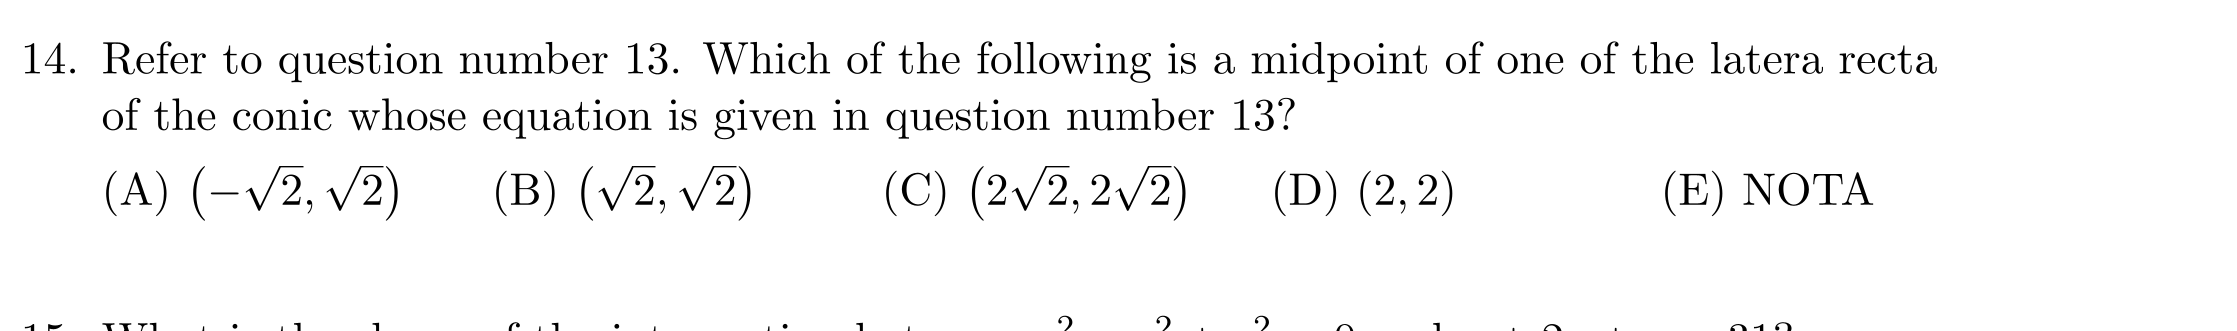 14. Refer to question number 13. Which of the following is a midpoint of one of the latera recta
of the conic whose equation is given in question number 13?
(A) (−√2, √2) (B) (√2, √2) (C) (2√2, 2√2) (D) (2, 2) (E) NOTA